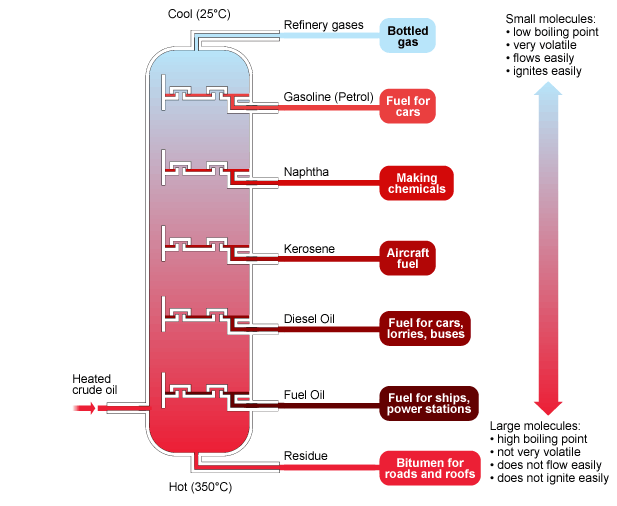 Cool (25°C)
Refinery gases
Bottled
gas
Gasoline (Petrol)
Fuel for
cars
Naphtha
Making
chemicals
Kerosene
Aircraft
fuel
Diesel Oil
Fuel for cars,
lorries, buses
Heated
crude oil
Fuel Oil
Fuel for ships,
power stations
Residue
Bitumen for
roads and roofs
Hot (350°C)
Small molecules:
• low boiling point
• very volatile
• flows easily
• ignites easily
Large molecules:
• high boiling point
• not very volatile
• does not flow easily
• does not ignite easily